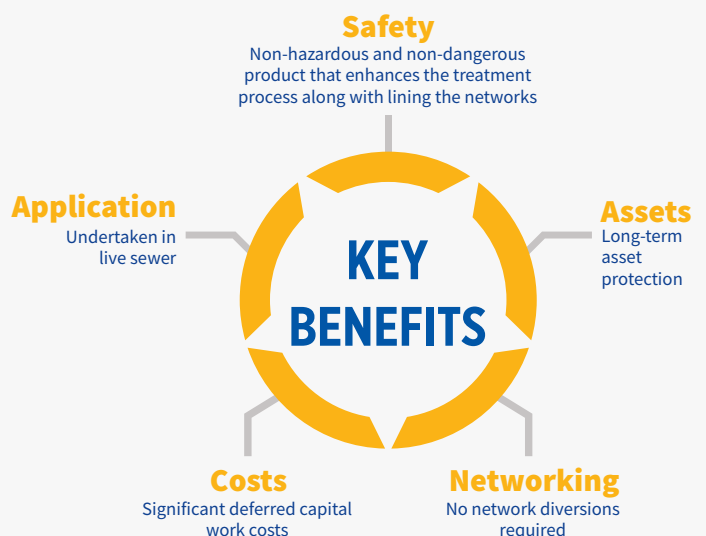 Safety
Non-hazardous and non-dangerous
product that enhances the treatment
process along with lining the networks
Application
Undertaken in
live sewer
Assets
Long-term
asset
protection
KEY
BENEFITS
Costs
Significant deferred capital
work costs
Networking
No network diversions
required